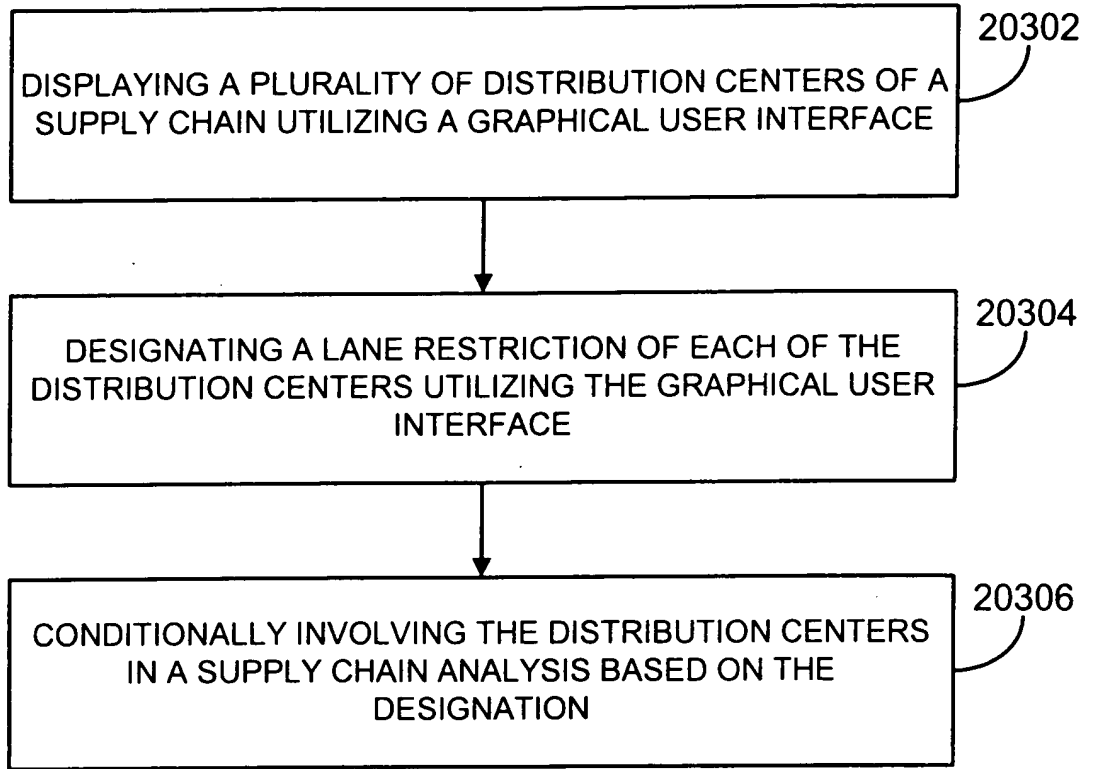 20302
DISPLAYING A PLURALITY OF DISTRIBUTION CENTERS OF A
SUPPLY CHAIN UTILIZING A GRAPHICAL USER INTERFACE
20304
DESIGNATING A LANE RESTRICTION OF EACH OF THE
DISTRIBUTION CENTERS UTILIZING THE GRAPHICAL USER
INTERFACE
20306
CONDITIONALLY INVOLVING THE DISTRIBUTION CENTERS
IN A SUPPLY CHAIN ANALYSIS BASED ON THE
DESIGNATION